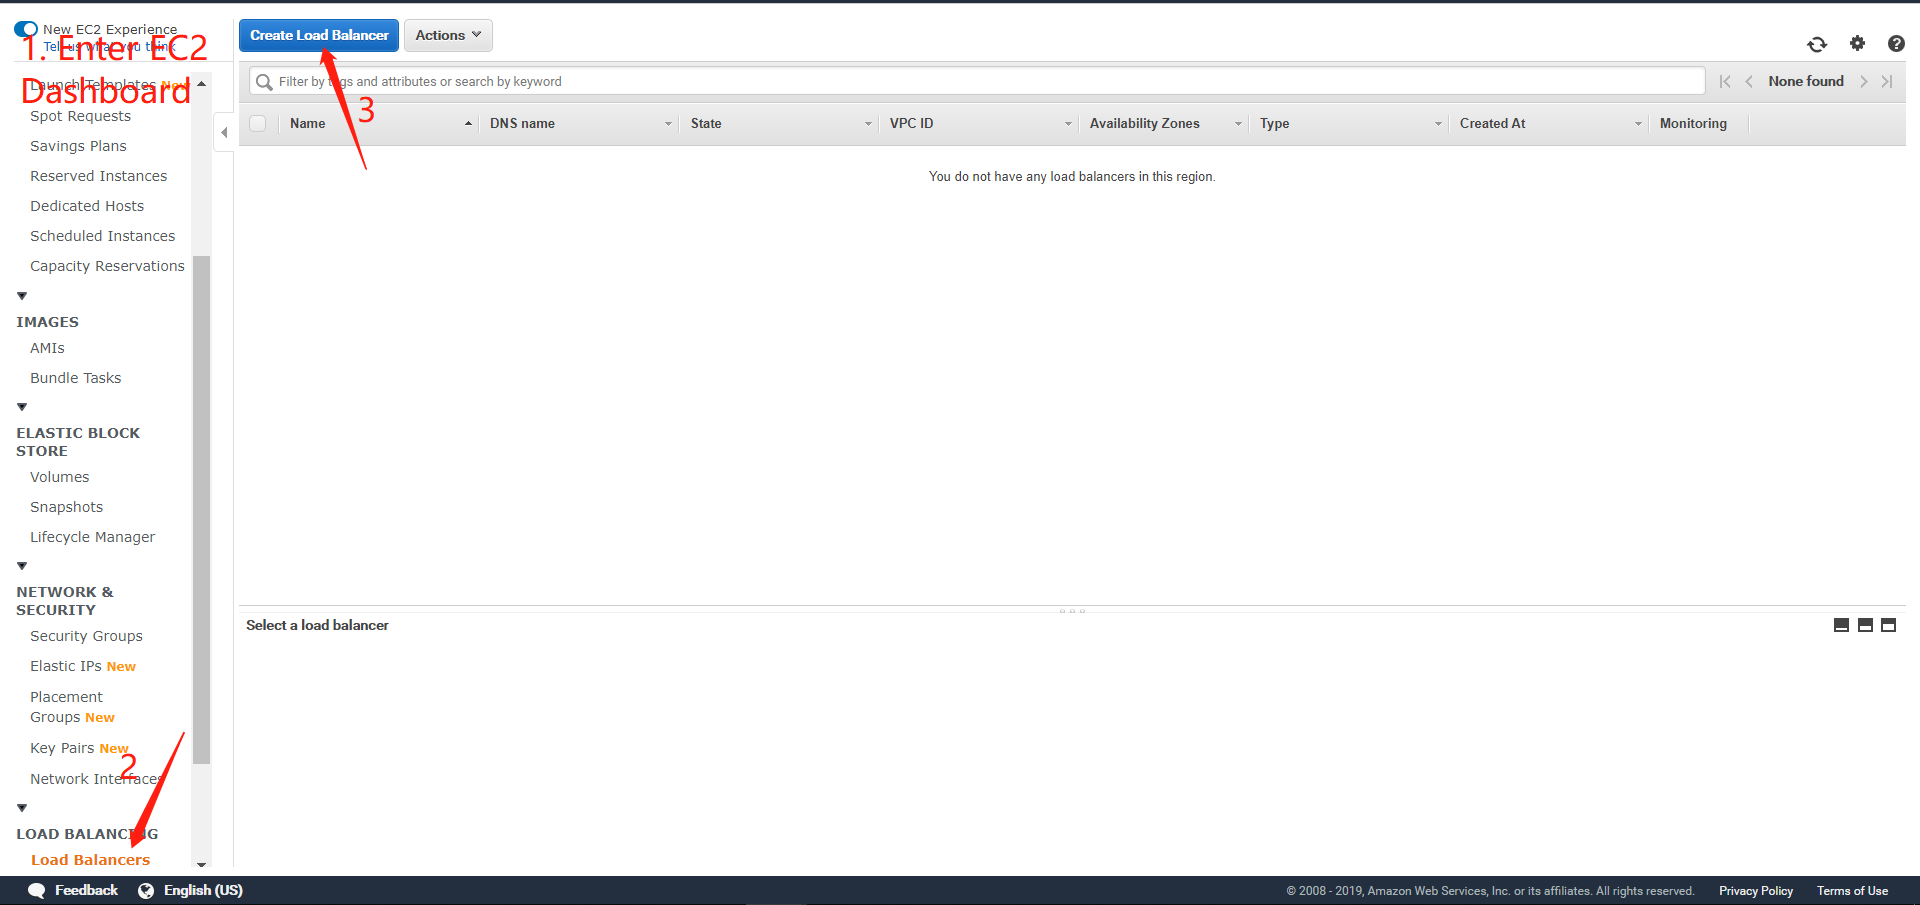 New EC2 Experience
Tell us what you think
1. Enter EC2
Dashboard
Launch Templates New
Spot Requests
Savings Plans
Reserved Instances
Dedicated Hosts
Scheduled Instances
Capacity Reservations
IMAGES
AMIs
Bundle Tasks
ELASTIC BLOCK
STORE
Volumes
Snapshots
Lifecycle Manager
NETWORK &
SECURITY
Security Groups
Elastic IPs New
Placement
Groups New
Key Pairs New
2
Network Interfaces
LOAD BALANCING
Load Balancers
Create Load Balancer Actions
3
Filter by tags and attributes or search by keyword
None found
Name DNS name State VPC ID Availability Zones Type Created At Monitoring
You do not have any load balancers in this region.
Select a load balancer
Feedback English (US) © 2008 - 2019, Amazon Web Services, Inc. or its affiliates. All rights reserved. Privacy Policy Terms of Use